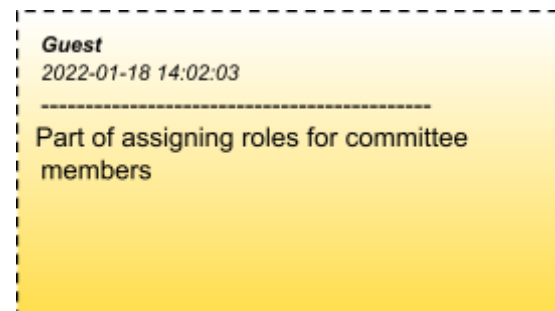 Guest
2022-01-18 14:02:03
--------------------------------------------
Part of assigning roles for committee
members